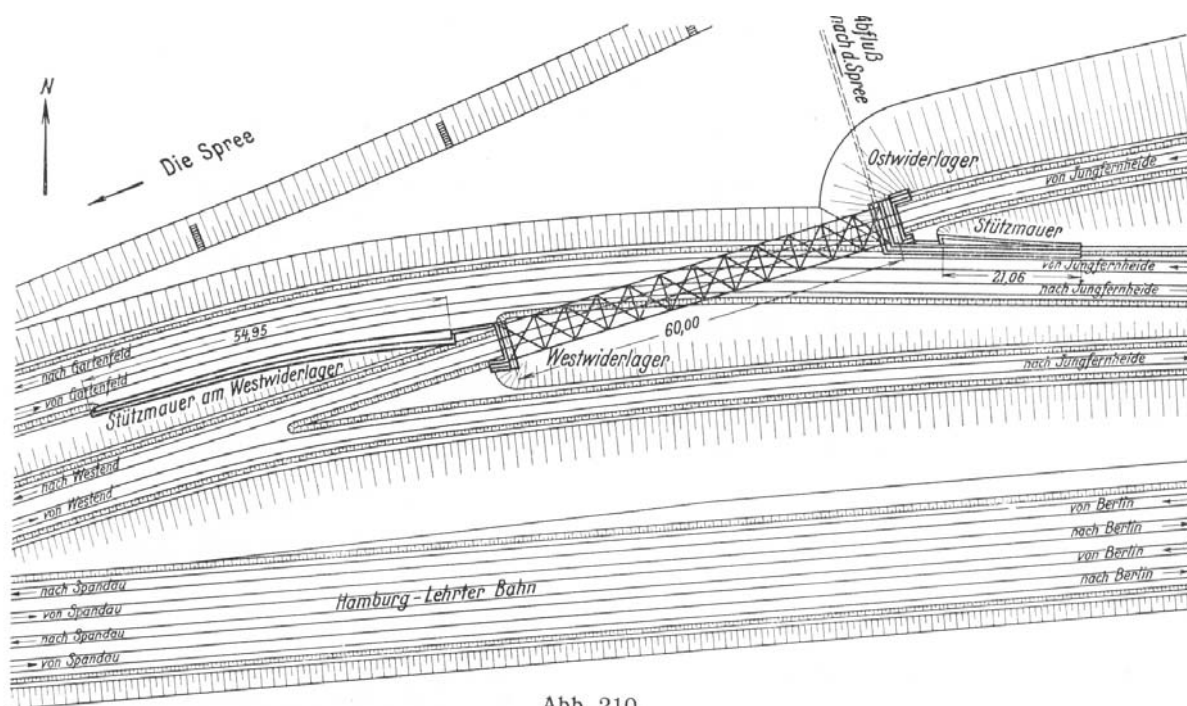 N
Die Spree
Abfluß
nach d. Spree
Ostwiderlager
von Jungfernheide
Stützmauer
von Jungfernheide
21,06
nach Jungfernheide
54,95
60,00
nach Gartenfeld
von Gartenfeld
Stützmauer am Westwiderlager
Westwiderlager
nach Jungfernheide
nach Westend
von Westend
von Berlin
nach Berlin
von Berlin
nach Berlin
Hamburg-Lehrter Bahn
nach Spandau
von Spandau
nach Spandau
von Spandau
Abb. 210